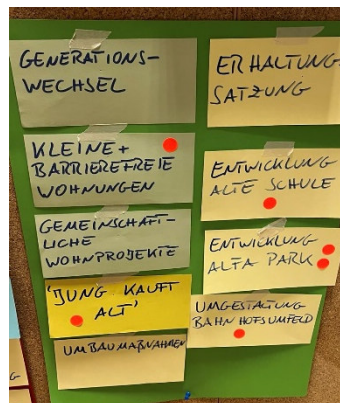 GENERATIONS-
WECHSEL
KLEINE +
BARRIEREFREIE
WOHNUNGEN
GEMEINSCHAFT-
LICHE
WOHNPROJEKTE
'JUNG KAUFT
ALT'
UMBAUMAßNAHMEN
ERHALTUNGS
SATZUNG
ENTWICKLUNG
ALTE SCHULE
ENTWICKLUNG
ALFA PARK
UMGESTALTUNG
BAHNHOFSUMFELD
G